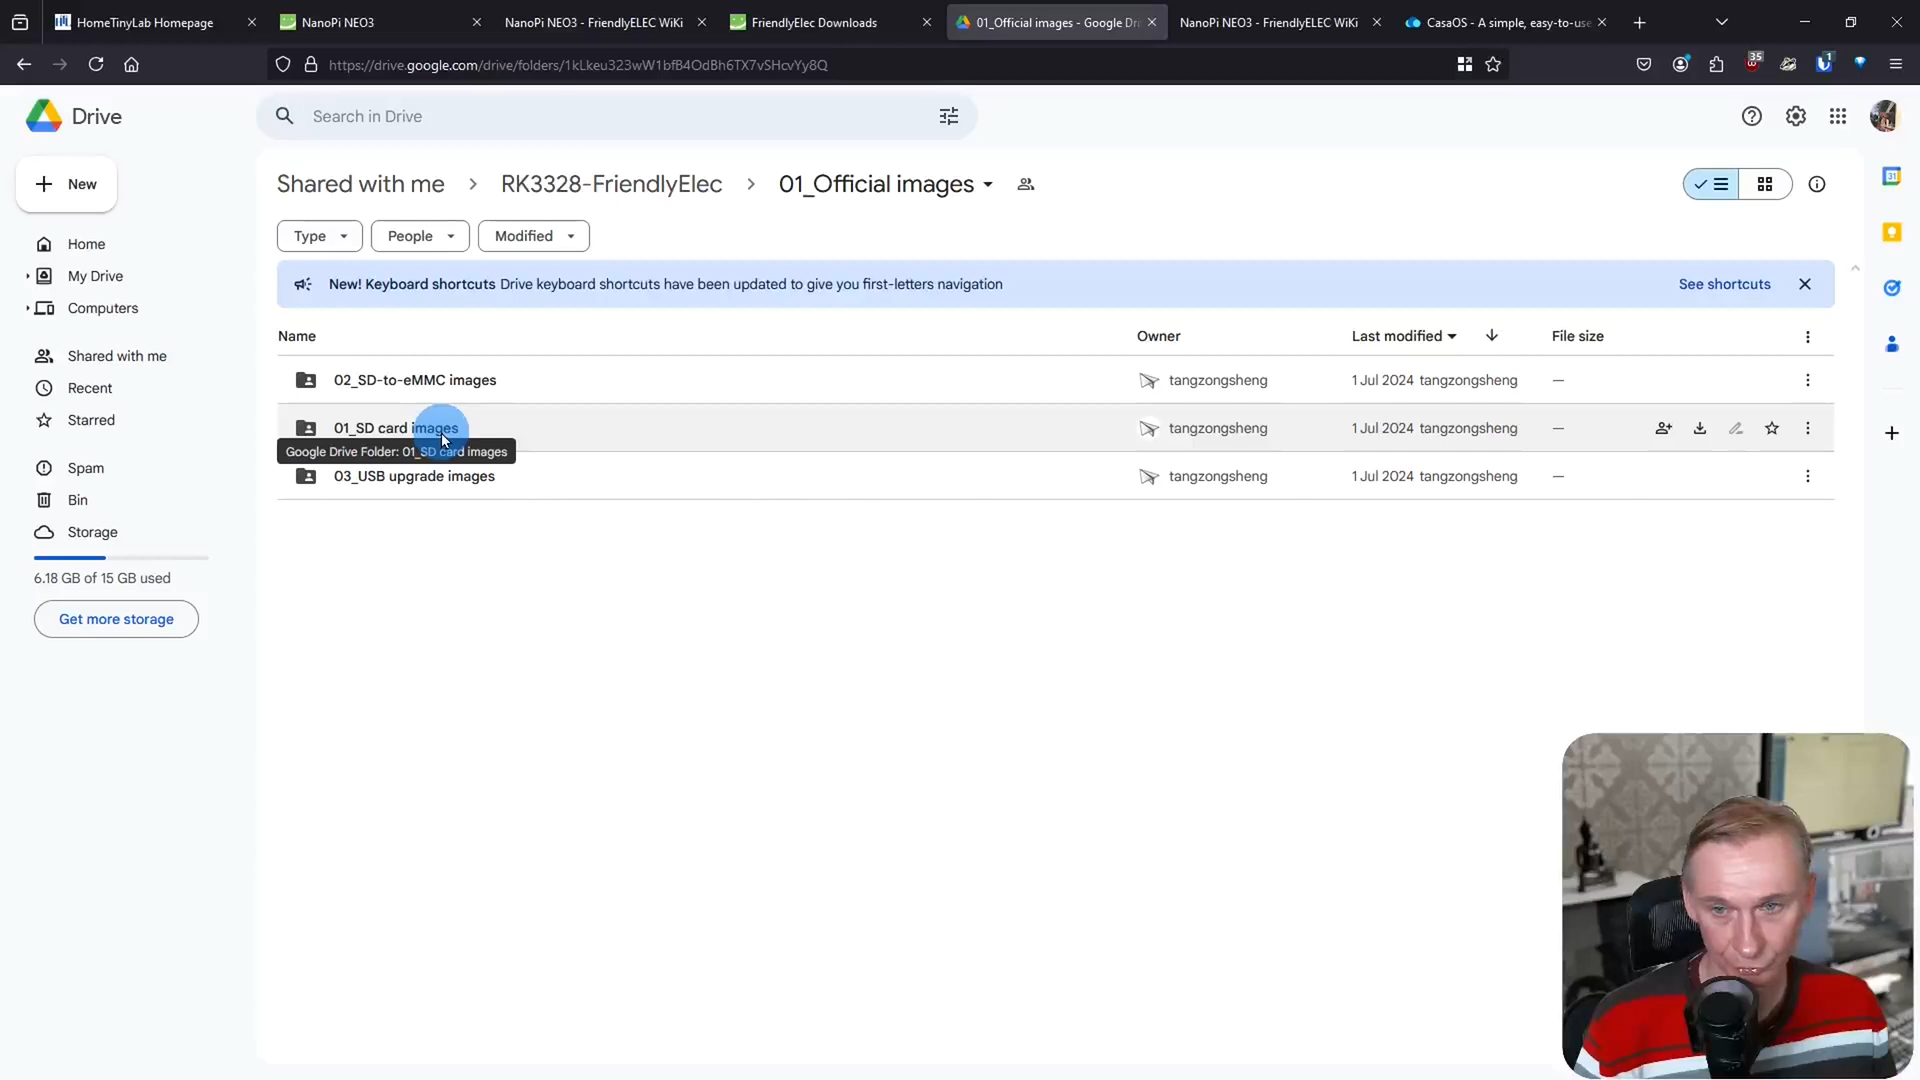 HomeTinyLab Homepage
NanoPi NEO3
NanoPi NEO3 - FriendlyELEC WiKi
FriendlyElec Downloads
01_Official images - Google Dri
NanoPi NEO3 - FriendlyELEC WiKi
CasaOS - A simple, easy-to-use
https://drive.google.com/drive/folders/1kLkeu323wW1bfB4OdBh6TX7vSHcvYy8Q
35
1
Drive
Search in Drive
New
Shared with me
RK3328-FriendlyElec
01_Official images
31
Type
People
Modified
Home
My Drive
Computers
Shared with me
Recent
Starred
Spam
Bin
Storage
6.18 GB of 15 GB used
Get more storage
New! Keyboard shortcuts Drive keyboard shortcuts have been updated to give you first-letters navigation
See shortcuts
Name
Owner
Last modified
File size
02_SD-to-eMMC images
tangzongsheng
1 Jul 2024 tangzongsheng
—
01_SD card images
tangzongsheng
1 Jul 2024 tangzongsheng
—
Google Drive Folder: 01_SD card images
03_USB upgrade images
tangzongsheng
1 Jul 2024 tangzongsheng
—